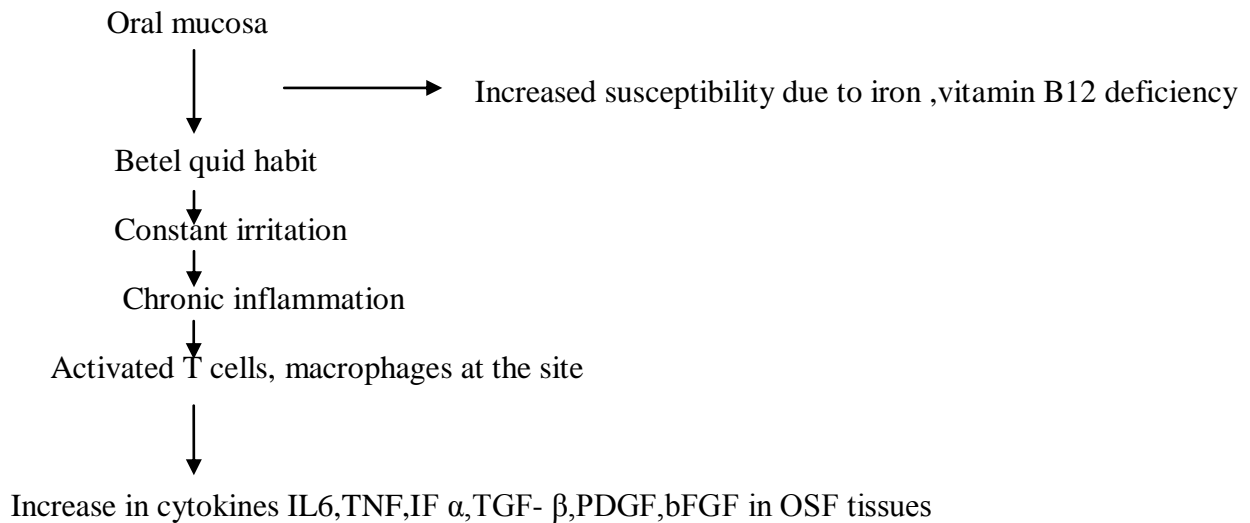 Oral mucosa
Increased susceptibility due to iron ,vitamin B12 deficiency
Betel quid habit
Constant irritation
Chronic inflammation
Activated T cells, macrophages at the site
Increase in cytokines IL6,TNF,IF α,TGF- β,PDGF,bFGF in OSF tissues